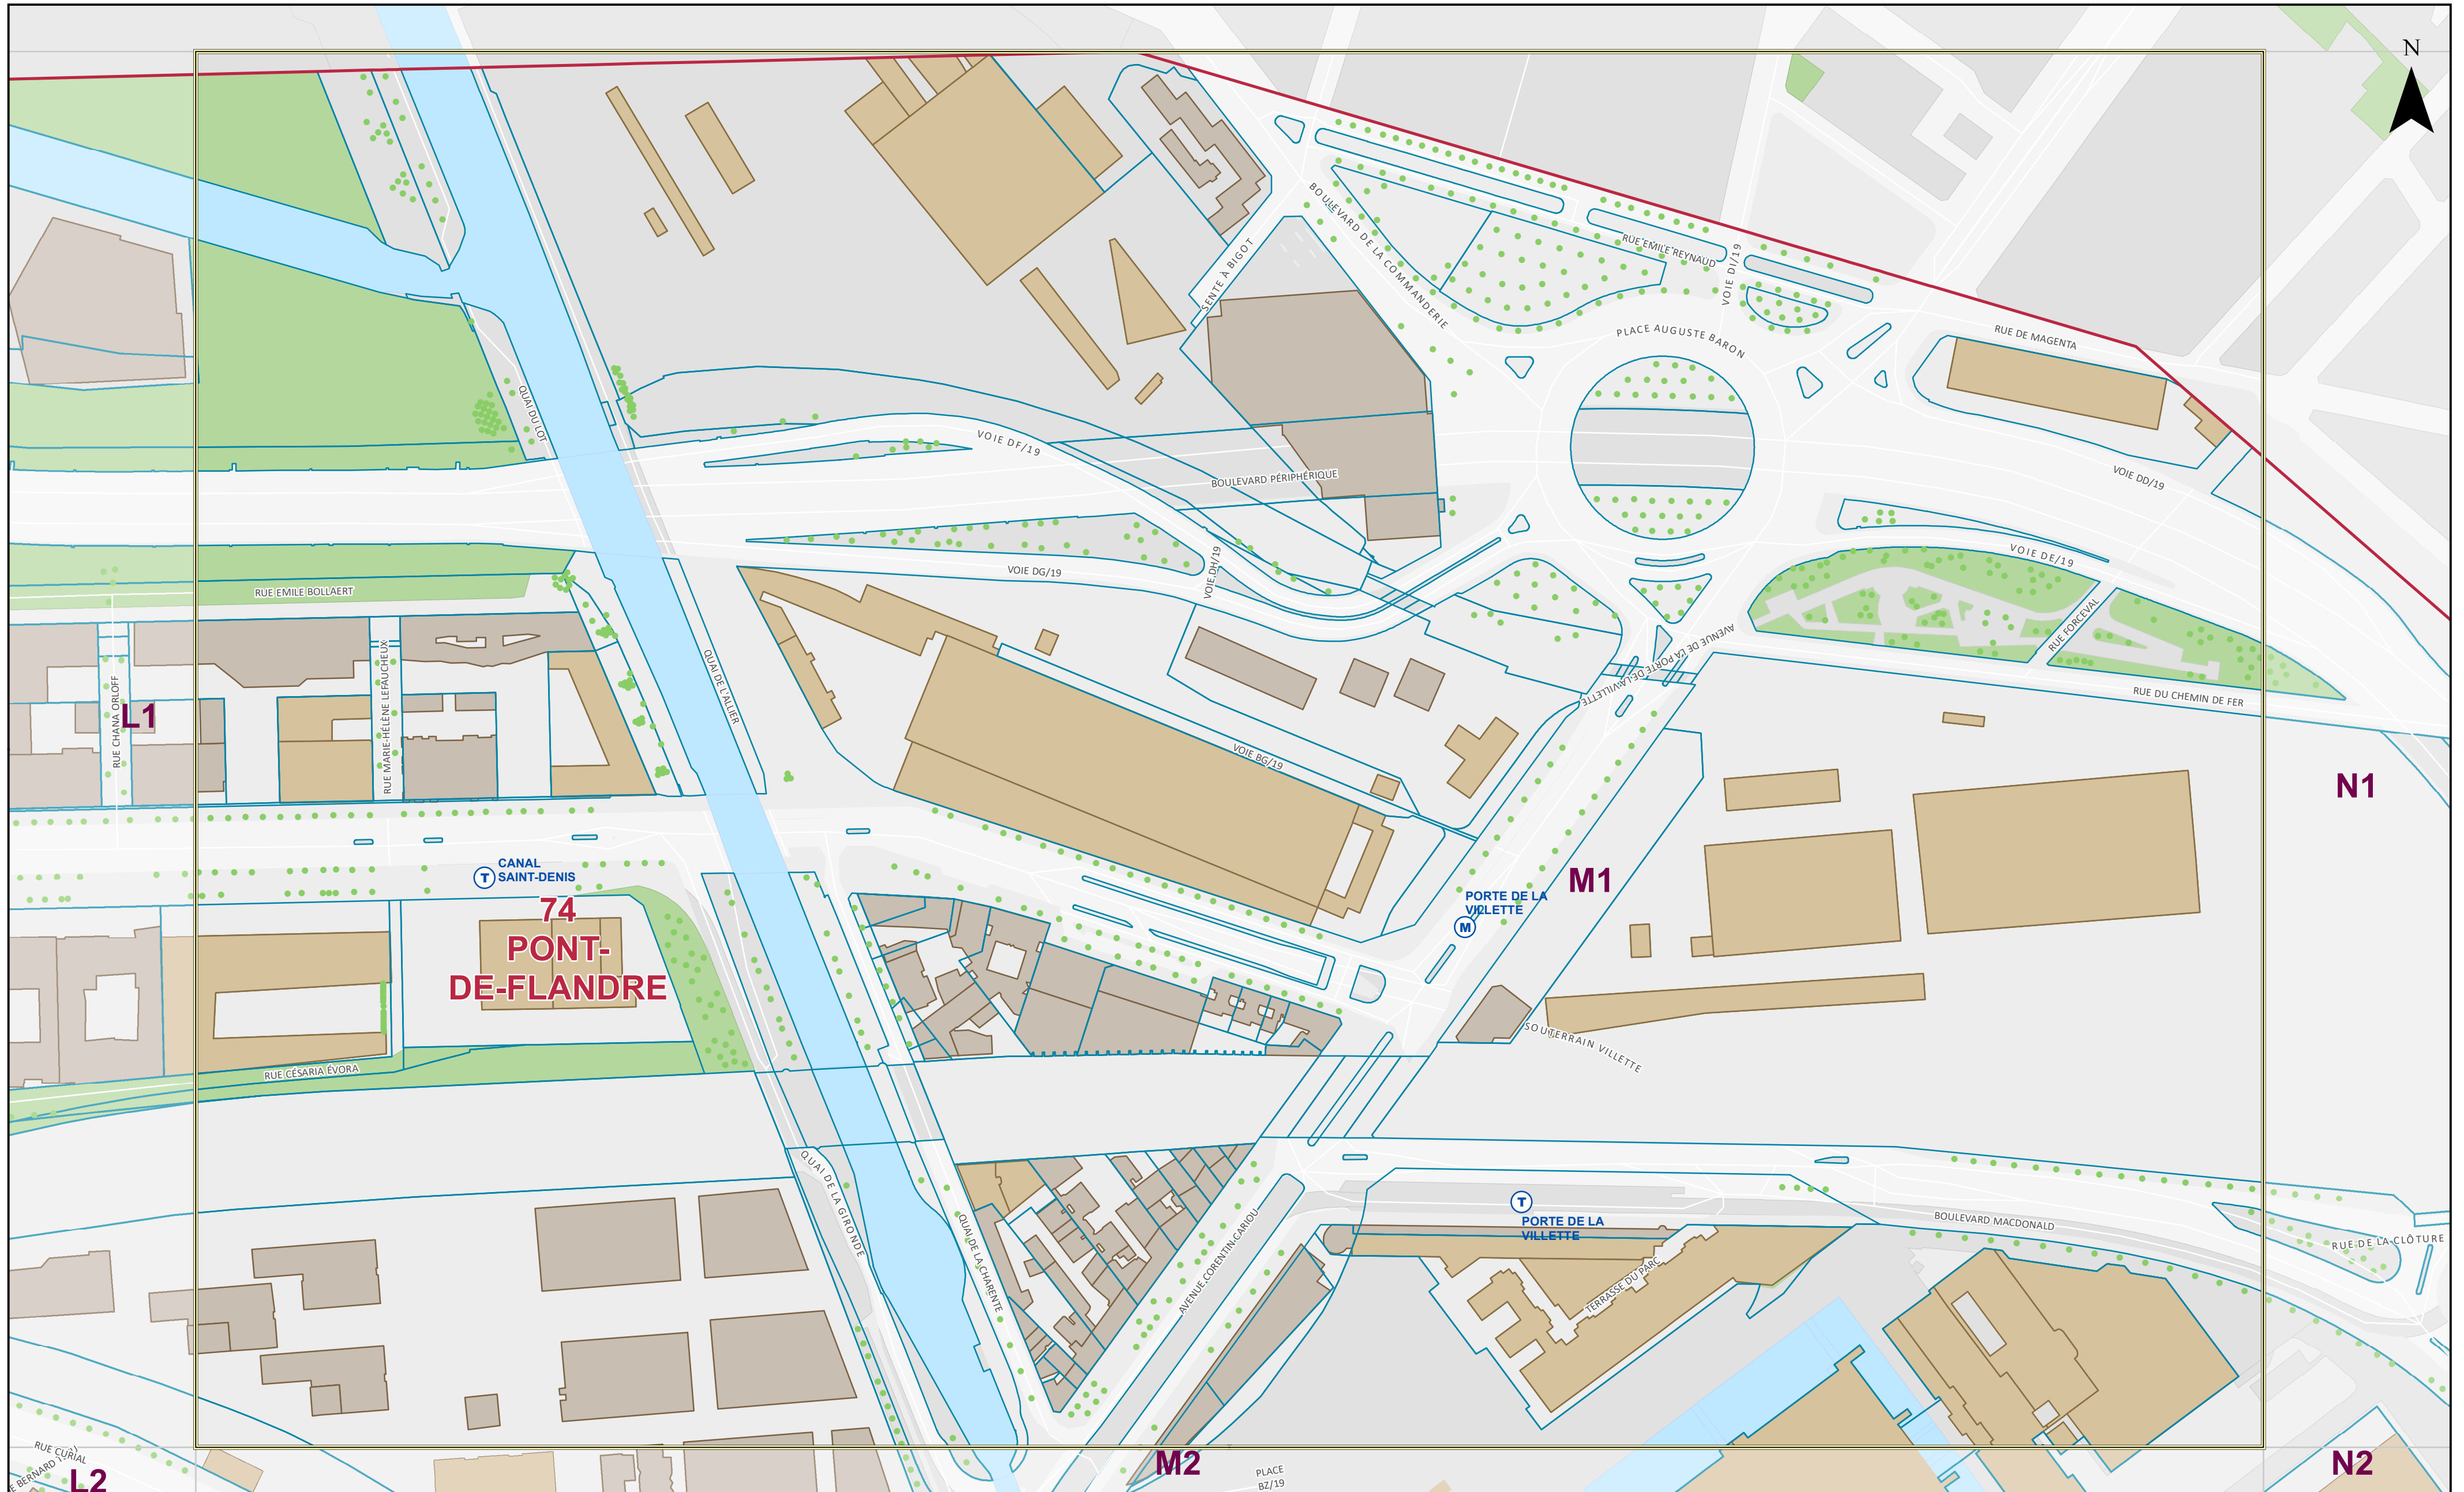 N
BOULEVARD DE LA COMMANDERIE
RUE EMILE REYNAUD
VOIE DI/19
SENTE À BIGOT
PLACE AUGUSTE BARON
RUE DE MAGENTA
QUAI DU LOT
VOIE DF/19
BOULEVARD PÉRIPHÉRIQUE
VOIE DD/19
VOIE DE/19
VOIE DG/19
VOIE DH/19
RUE EMILE BOLLAERT
RUE FORCEVAL
AVENUE DE LA PORTE DE LA VILLETTE
RUE DU CHEMIN DE FER
RUE CHANA ORLOFF
RUE MARIE-HÉLÈNE LEFAUCHEUX
QUAI DE L'ALLIER
L1
VOIE BG/19
N1
M1
CANAL
SAINT-DENIS
PORTE DE LA
VILLETTE
T
M
74
PONT-
DE-FLANDRE
SOUTERRAIN VILLETTE
RUE CÉSARIA ÉVORA
QUAI DE LA GIRONDE
QUAI DE LA CHARENTE
AVENUE CORENTIN CARIOU
T
PORTE DE LA
VILLETTE
BOULEVARD MACDONALD
RUE DE LA CLÔTURE
TERRASSE DU PARC
RUE CURIAL
L2
M2
PLACE
BZ/19
N2